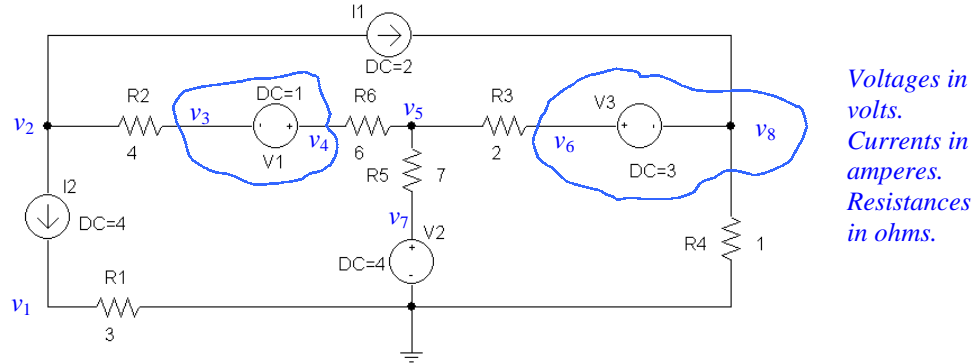 I1
DC=2
R2
DC=1
R6
R3
V3
v2
v3
v4
v5
v6
v8
4
V1
6
2
DC=3
R5
7
I2
DC=4
v7
V2
DC=4
R4
1
R1
v1
3
Voltages in
volts.
Currents in
amperes.
Resistances
in ohms.
+
-
+
-
+
-